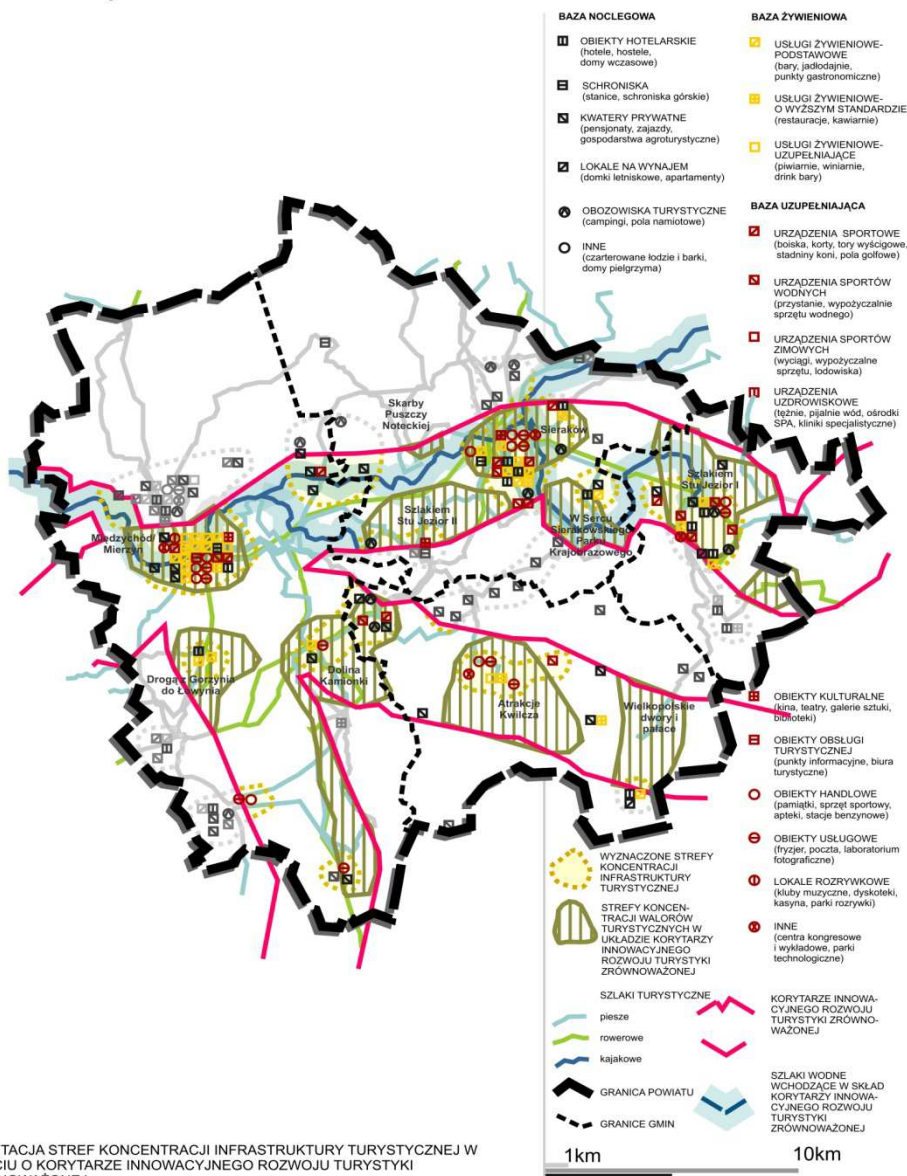 BAZA NOCLEGOWA
OBIEKTY HOTELARSKIE
(hotele, hostele,
domy wczasowe)
SCHRONISKA
(stanice, schroniska górskie)
KWATERY PRYWATNE
(pensjonaty, zajazdy,
gospodarstwa agroturystyczne)
LOKALE NA WYNAJEM
(domki letniskowe, apartamenty)
OBOZOWISKA TURYSTYCZNE
(campingi, pola namiotowe)
INNE
(czarterowane łodzie i barki,
domy pielgrzyma)
BAZA ŻYWIENIOWA
USŁUGI ŻYWIENIOWE-
PODSTAWOWE
(bary, jadłodajnie,
punkty gastronomiczne)
USŁUGI ŻYWIENIOWE-
O WYŻSZYM STANDARDZIE
(restauracje, kawiarnie)
USŁUGI ŻYWIENIOWE-
UZUPEŁNIAJĄCE
(piwiarnie, winiarnie,
drink bary)
BAZA UZUPEŁNIAJĄCA
URZĄDZENIA SPORTOWE
(boiska, korty, tory wyścigowe,
stadniny koni, pola golfowe)
URZĄDZENIA SPORTÓW
WODNYCH
(przystanie, wypożyczalnie
sprzętu wodnego)
URZĄDZENIA SPORTÓW
ZIMOWYCH
(wyciągi, wypożyczalne
sprzętu, lodowiska)
URZĄDZENIA
UZDROWISKOWE
(tężnie, pijalnie wód, ośrodki
SPA, kliniki specjalistyczne)
Skarby
Puszczy
Noteckiej
Sieraków
Szlakiem
Stu Jezior I
Szlakiem
Stu Jezior II
W Sercu
Sierakowskiego
Parku
Krajobrazowego
Międzychód/
Mierzyn
Drogą z Gorzynia
do Łowynia
Dolina
Kamionki
Atrakcje
Kwilcza
Wielkopolskie
dwory i
pałace
OBIEKTY KULTURALNE
(kina, teatry, galerie sztuki,
biblioteki)
OBIEKTY OBSŁUGI
TURYSTYCZNEJ
(punkty informacyjne, biura
turystyczne)
OBIEKTY HANDLOWE
(pamiątki, sprzęt sportowy,
apteki, stacje benzynowe)
OBIEKTY USŁUGOWE
(fryzjer, poczta, laboratorium
fotograficzne)
LOKALE ROZRYWKOWE
(kluby muzyczne, dyskoteki,
kasyna, parki rozrywki)
INNE
(centra kongresowe
i wykładowe, parki
technologiczne)
WYZNACZONE STREFY
KONCENTRACJI
INFRASTRUKTURY
TURYSTYCZNEJ
STREFY KONCEN-
TRACJI WALORÓW
TURYSTYCZNYCH W
UKŁADZIE KORYTARZY
INNOWACYJNEGO
ROZWOJU TURYSTYKI
ZRÓWNOWAŻONEJ
SZLAKI TURYSTYCZNE
piesze
rowerowe
kajakowe
GRANICA POWIATU
GRANICE GMIN
KORYTARZE INNOWA-
CYJNEGO ROZWOJU
TURYSTYKI ZRÓWNO-
WAŻONEJ
SZLAKI WODNE
WCHODZĄCE W SKŁAD
KORYTARZY INNOWA-
CYJNEGO ROZWOJU
TURYSTYKI
ZRÓWNOWAŻONEJ
TACJA STREF KONCENTRACJI INFRASTRUKTURY TURYSTYCZNEJ W
CIU O KORYTARZE INNOWACYJNEGO ROZWOJU TURYSTYKI
1km
10km